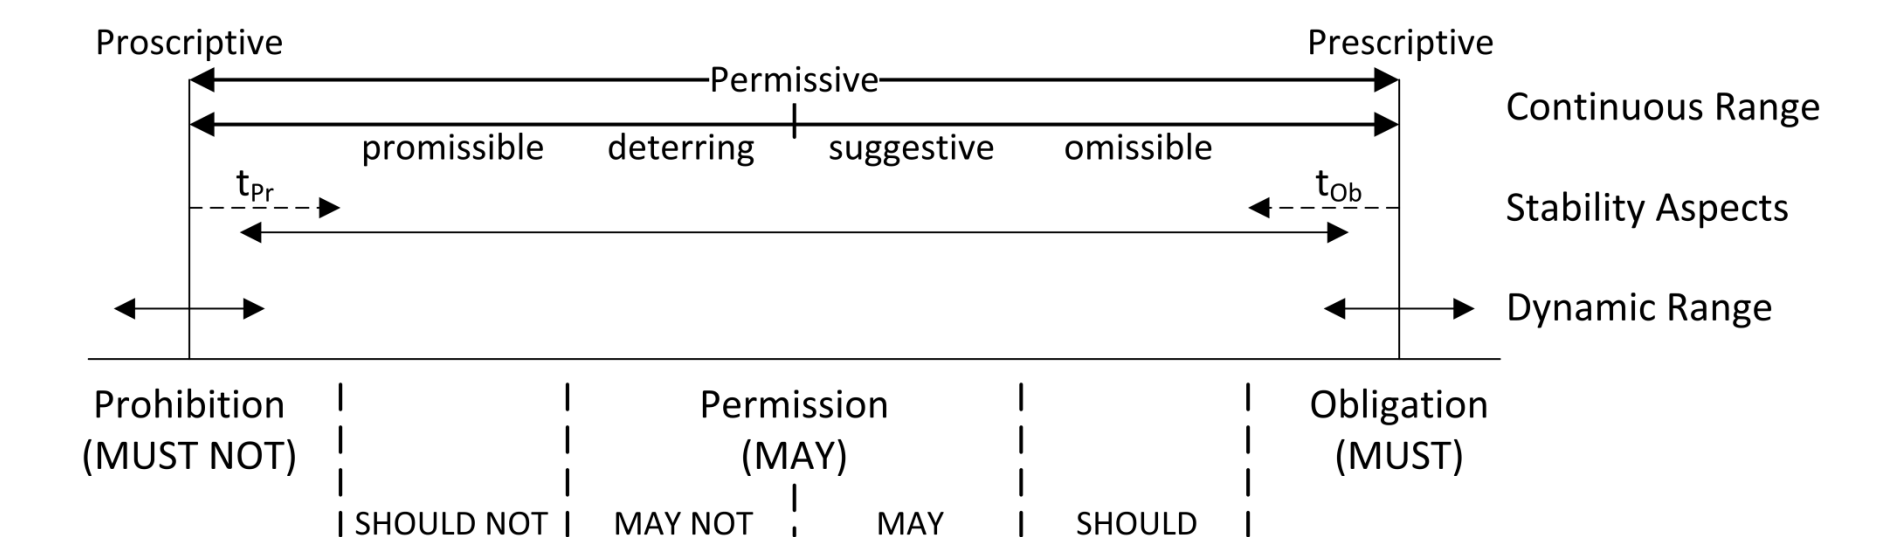 Proscriptive Prescriptive
Permissive
Continuous Range
promissible deterring suggestive omissible
tPr tOb
Stability Aspects
Dynamic Range
Prohibition Permission Obligation
(MUST NOT) (MAY) (MUST)
SHOULD NOT MAY NOT MAY SHOULD